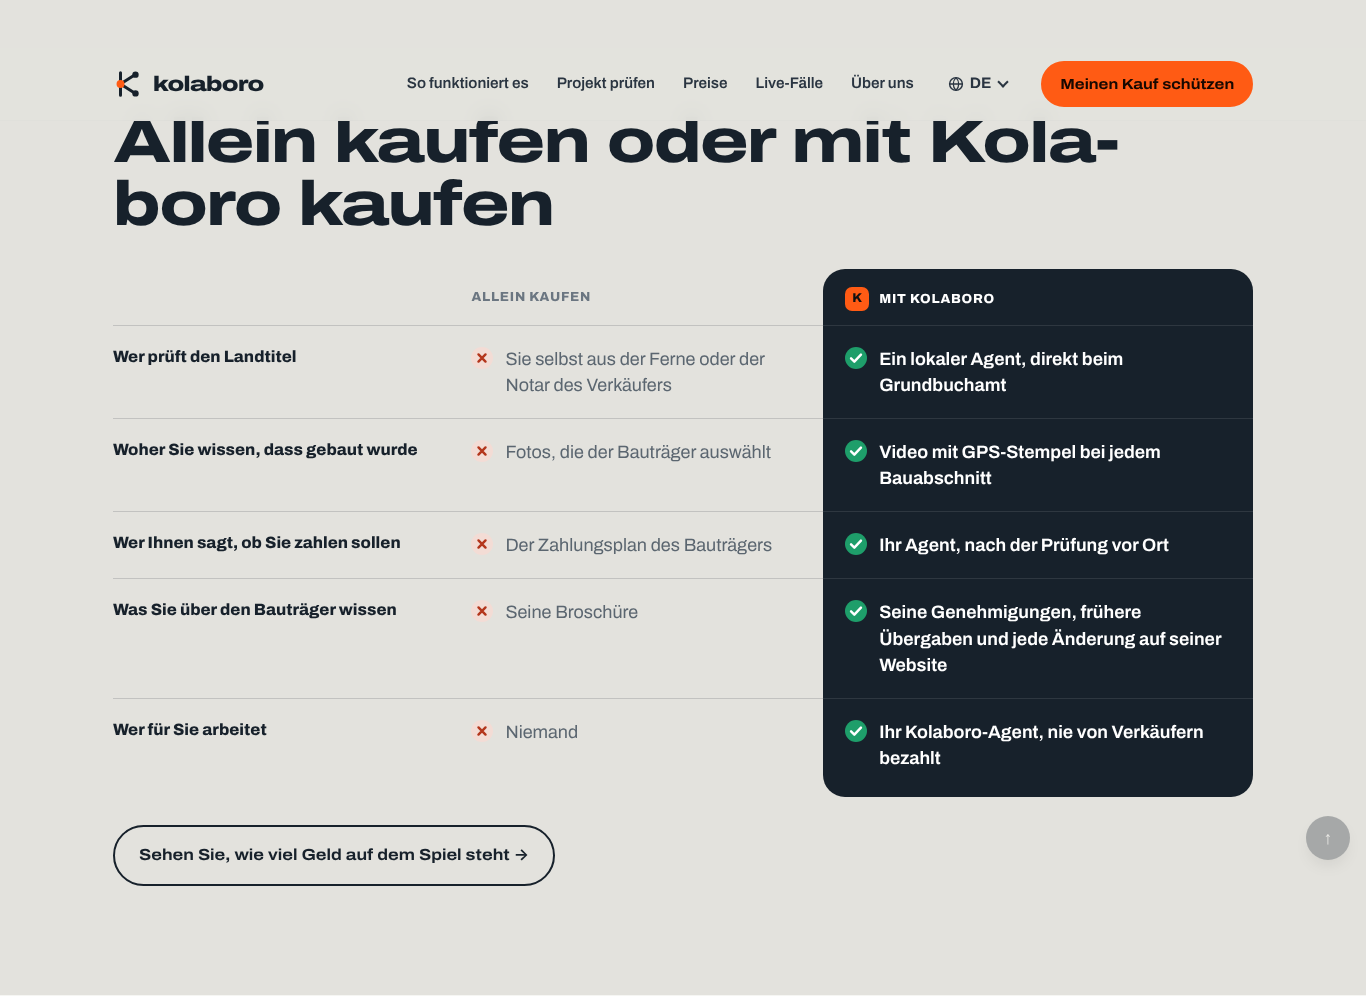 kolaboro
So funktioniert es
Projekt prüfen
Preise
Live-Fälle
Über uns
DE
Meinen Kauf schützen
Allein kaufen oder mit Kola-
boro kaufen
ALLEIN KAUFEN
K MIT KOLABORO
Wer prüft den Landtitel
Sie selbst aus der Ferne oder der
Notar des Verkäufers
Ein lokaler Agent, direkt beim
Grundbuchamt
Woher Sie wissen, dass gebaut wurde
Fotos, die der Bauträger auswählt
Video mit GPS-Stempel bei jedem
Bauabschnitt
Wer Ihnen sagt, ob Sie zahlen sollen
Der Zahlungsplan des Bauträgers
Ihr Agent, nach der Prüfung vor Ort
Was Sie über den Bauträger wissen
Seine Broschüre
Seine Genehmigungen, frühere
Übergaben und jede Änderung auf seiner
Website
Wer für Sie arbeitet
Niemand
Ihr Kolaboro-Agent, nie von Verkäufern
bezahlt
Sehen Sie, wie viel Geld auf dem Spiel steht →
↑